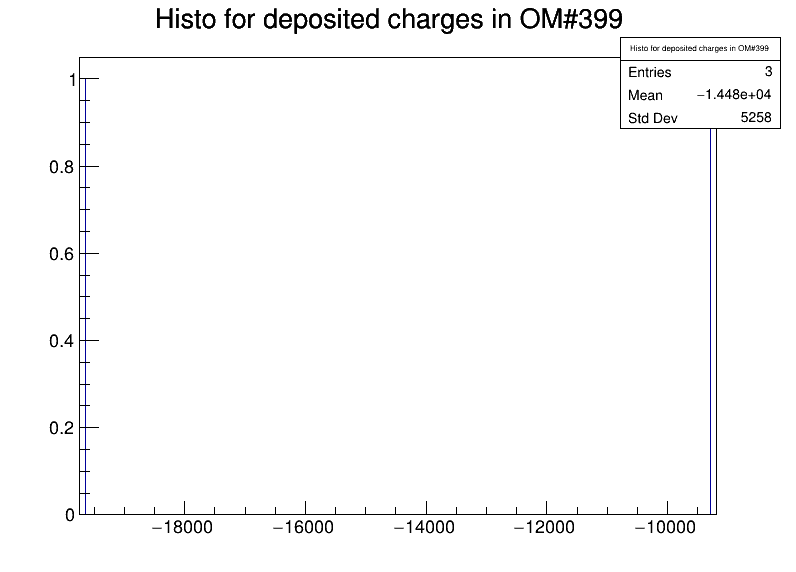 Histo for deposited charges in OM#399
Histo for deposited charges in OM#399
Entries 3
Mean −1.448e+04
Std Dev 5258
1
0.8
0.6
0.4
0.2
0
−18000 −16000 −14000 −12000 −10000